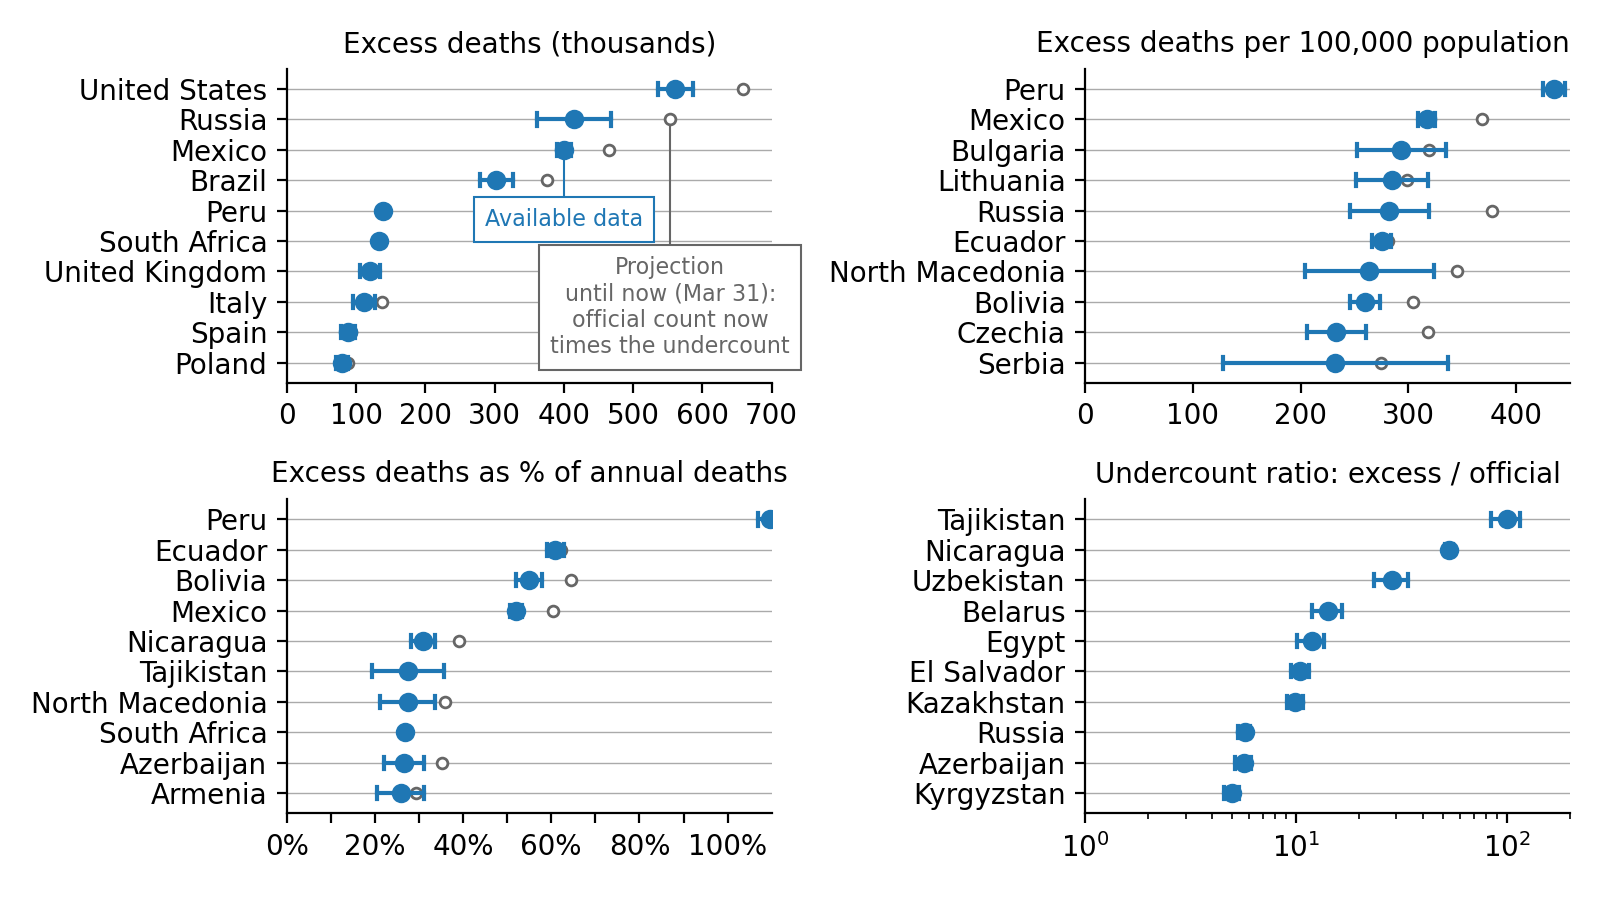 Excess deaths (thousands)
United States
Russia
Mexico
Brazil
Peru
South Africa
United Kingdom
Italy
Spain
Poland
Available data
Projection
until now (Mar 31):
official count now
times the undercount
0 100 200 300 400 500 600 700
Excess deaths per 100,000 population
Peru
Mexico
Bulgaria
Lithuania
Russia
Ecuador
North Macedonia
Bolivia
Czechia
Serbia
0 100 200 300 400
Excess deaths as % of annual deaths
Peru
Ecuador
Bolivia
Mexico
Nicaragua
Tajikistan
North Macedonia
South Africa
Azerbaijan
Armenia
0% 20% 40% 60% 80% 100%
Undercount ratio: excess / official
Tajikistan
Nicaragua
Uzbekistan
Belarus
Egypt
El Salvador
Kazakhstan
Russia
Azerbaijan
Kyrgyzstan
10⁰ 10¹ 10²